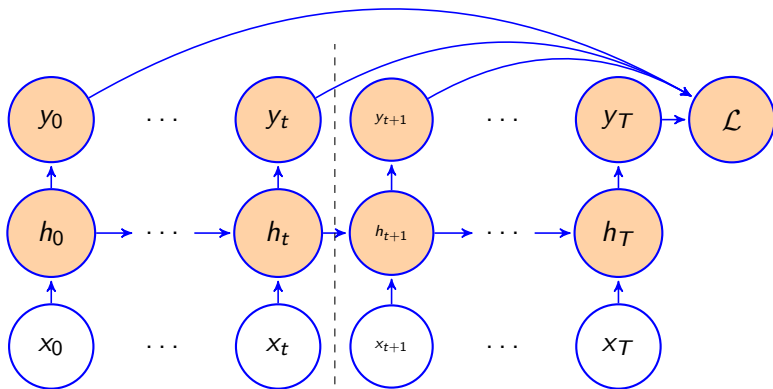 y₀ ··· yₜ yₜ₊₁ ··· y_T ℒ
h₀ ··· hₜ hₜ₊₁ ··· h_T
x₀ ··· xₜ xₜ₊₁ ··· x_T